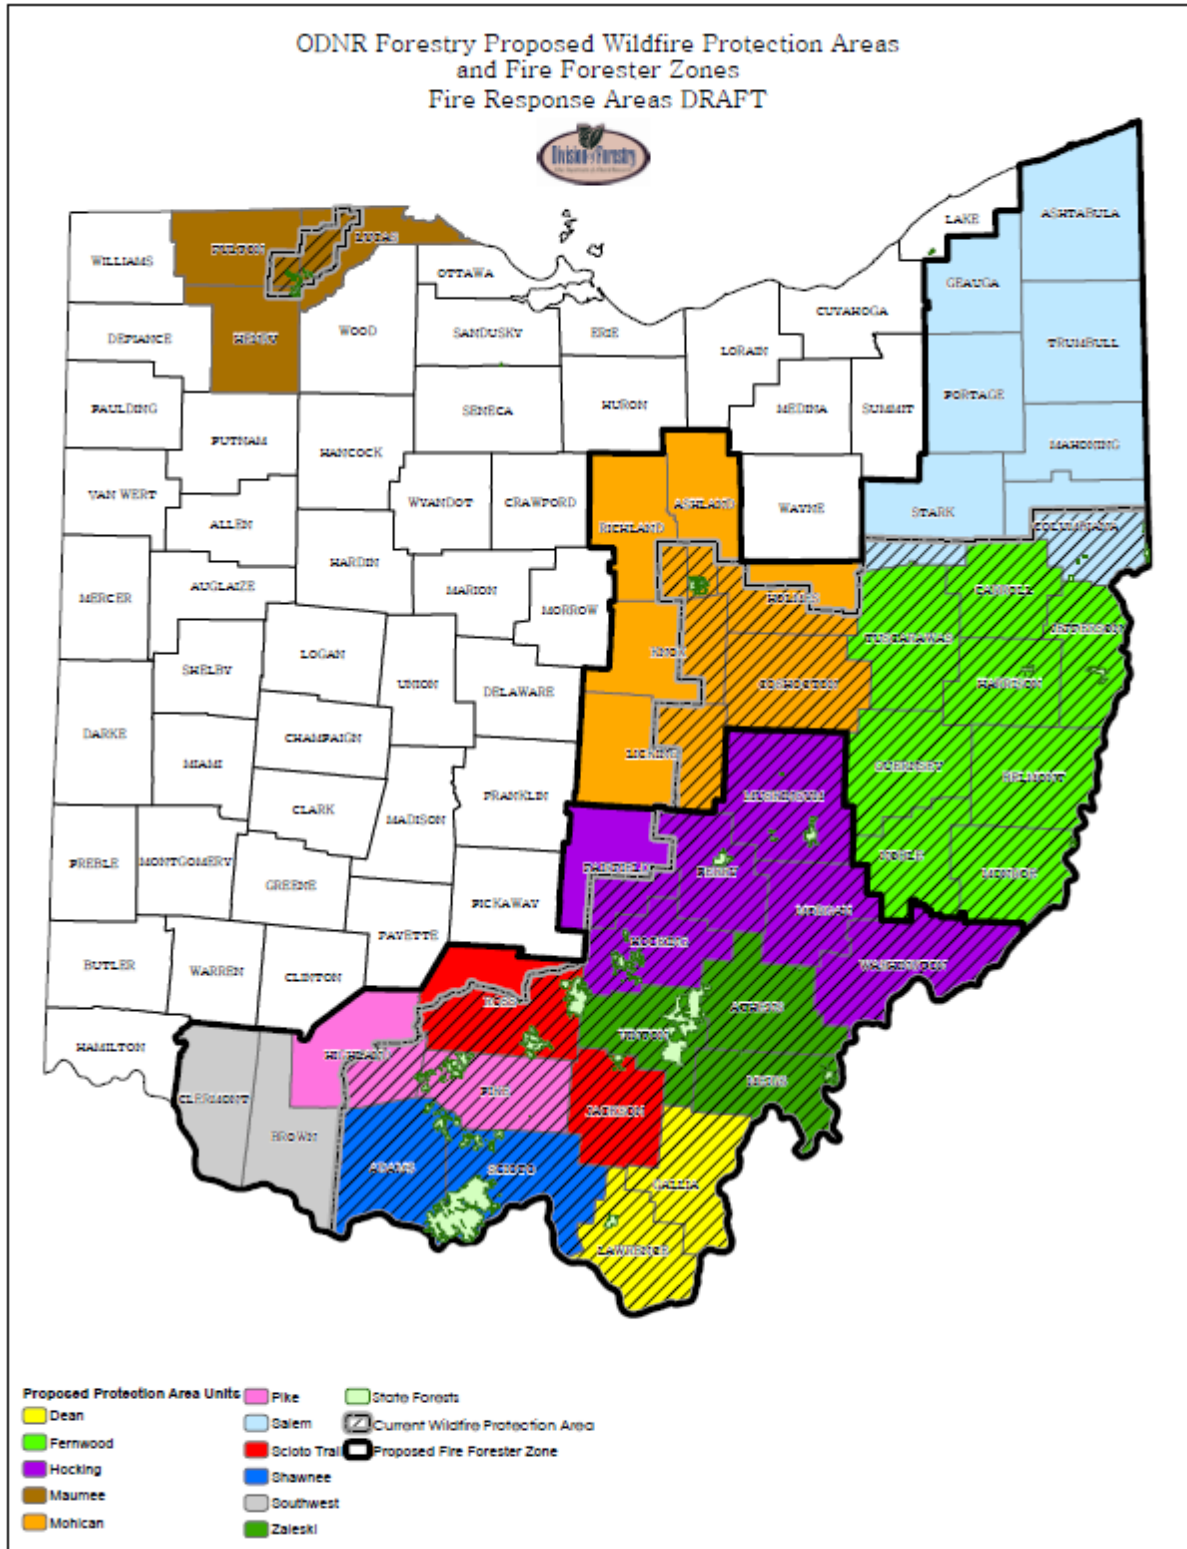 ODNR Forestry Proposed Wildfire Protection Areas
and Fire Forester Zones
Fire Response Areas DRAFT
Division of Forestry
LAKE
ASHTABULA
FULTON
LUCAS
WILLIAMS
OTTAWA
GEAUGA
CUYAHOGA
DEFIANCE
HENRY
WOOD
SANDUSKY
ERIE
LORAIN
TRUMBULL
PAULDING
SENECA
HURON
MEDINA
SUMMIT
PORTAGE
PUTNAM
HANCOCK
MAHONING
VAN WERT
WYANDOT
CRAWFORD
RICHLAND
ASHLAND
WAYNE
STARK
COLUMBIANA
ALLEN
HARDIN
MERCER
AUGLAIZE
MARION
MORROW
HOLMES
CARROLL
JEFFERSON
TUSCARAWAS
SHELBY
LOGAN
UNION
KNOX
DELAWARE
COSHOCTON
HARRISON
DARKE
CHAMPAIGN
MIAMI
LICKING
GUERNSEY
BELMONT
FRANKLIN
MUSKINGUM
CLARK
MADISON
PREBLE
MONTGOMERY
GREENE
FAIRFIELD
PERRY
NOBLE
MONROE
PICKAWAY
MORGAN
FAYETTE
HOCKING
BUTLER
WARREN
CLINTON
WASHINGTON
ROSS
ATHENS
HAMILTON
HIGHLAND
VINTON
CLERMONT
PIKE
MEIGS
BROWN
JACKSON
ADAMS
SCIOTO
GALLIA
LAWRENCE
Proposed Protection Area Units
Dean
Fernwood
Hocking
Maumee
Mohican
Pike
Salem
Scioto Trail
Shawnee
Southwest
Zaleski
State Forests
Current Wildfire Protection Area
Proposed Fire Forester Zone